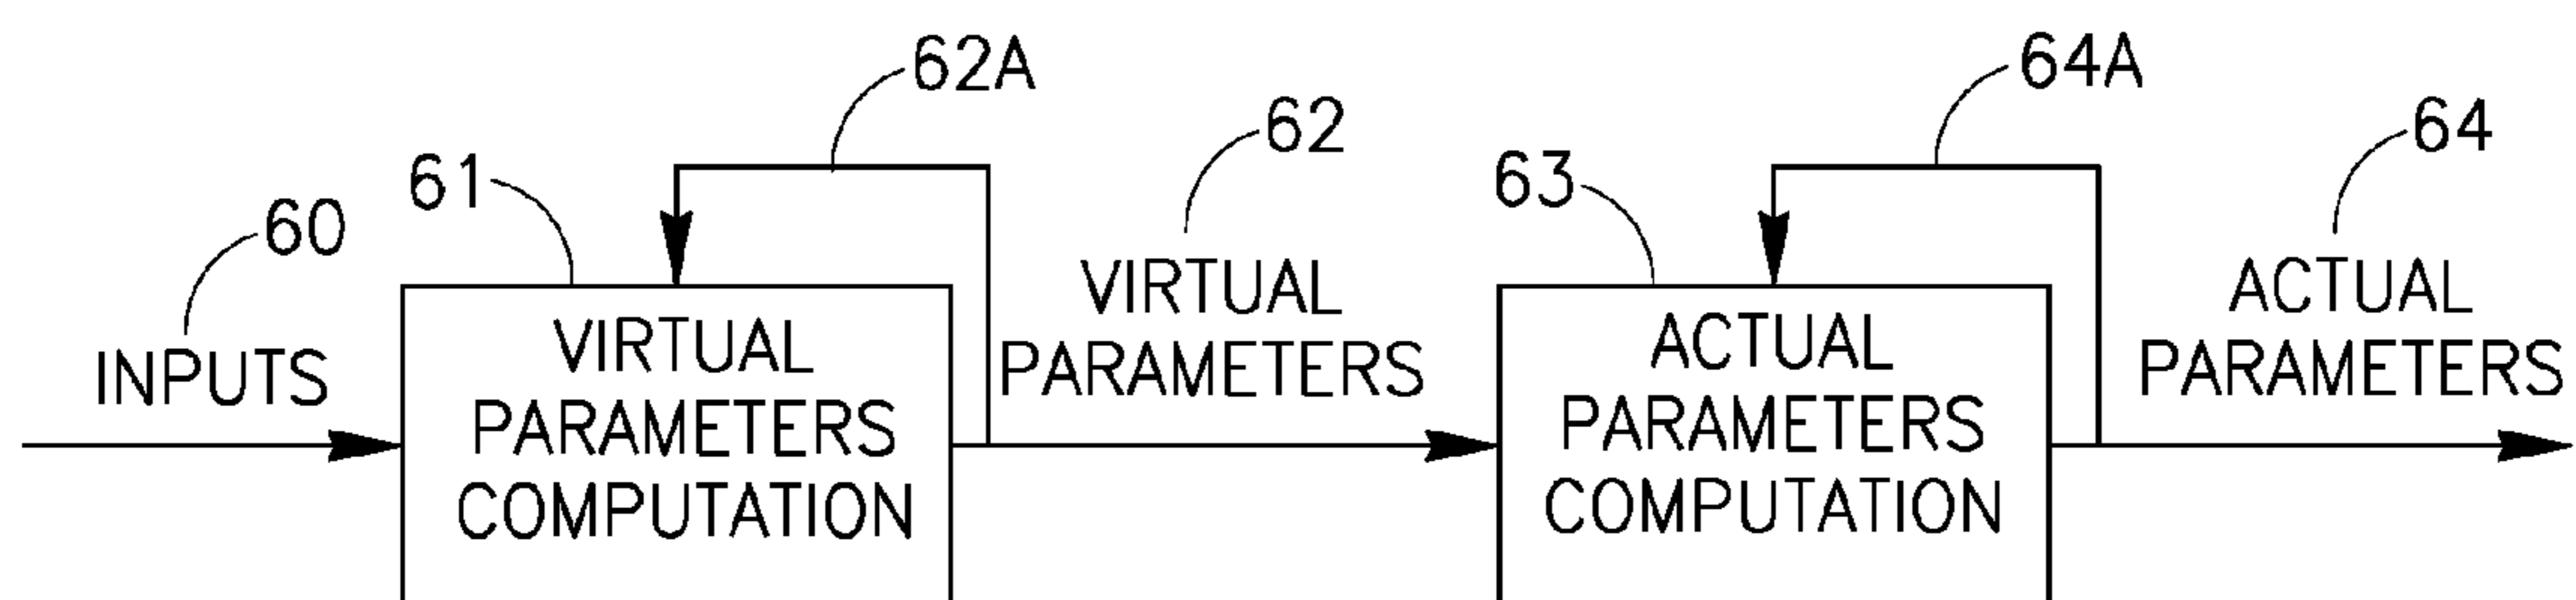 62A
64A
62
64
61
63
60
VIRTUAL
PARAMETERS
ACTUAL
PARAMETERS
INPUTS
VIRTUAL
PARAMETERS
COMPUTATION
ACTUAL
PARAMETERS
COMPUTATION